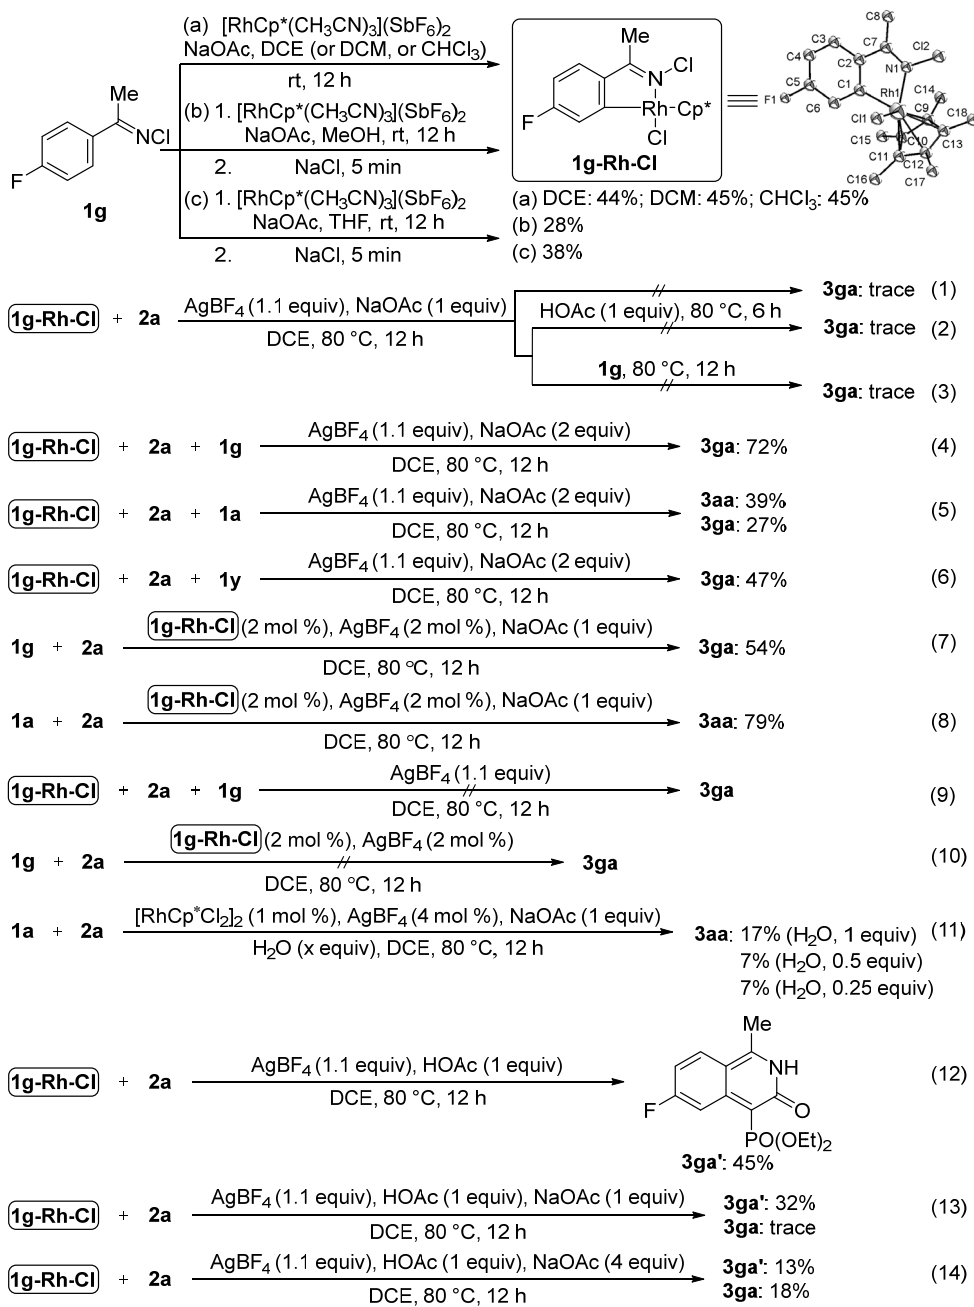 (a) [RhCp*(CH3CN)3](SbF6)2
NaOAc, DCE (or DCM, or CHCl3)
rt, 12 h
(b) 1. [RhCp*(CH3CN)3](SbF6)2
NaOAc, MeOH, rt, 12 h
2. NaCl, 5 min
(c) 1. [RhCp*(CH3CN)3](SbF6)2
NaOAc, THF, rt, 12 h
2. NaCl, 5 min
Me
NCl
F
1g
Me
Cl
N
Rh Cp*
F
Cl
1g-Rh-Cl
C8
C3 C7 Cl2
C4 C2 N1
C5 C1 Rh1 C14
F1 C6 C9
Cl1 C18
C15 C10 C13
C11 C12
C16 C17
(a) DCE: 44%; DCM: 45%; CHCl3: 45%
(b) 28%
(c) 38%
1g-Rh-Cl + 2a AgBF4 (1.1 equiv), NaOAc (1 equiv)
DCE, 80 °C, 12 h
3ga: trace (1)
HOAc (1 equiv), 80 °C, 6 h
3ga: trace (2)
1g, 80 °C, 12 h
3ga: trace (3)
1g-Rh-Cl + 2a + 1g AgBF4 (1.1 equiv), NaOAc (2 equiv)
DCE, 80 °C, 12 h
3ga: 72% (4)
1g-Rh-Cl + 2a + 1a AgBF4 (1.1 equiv), NaOAc (2 equiv)
DCE, 80 °C, 12 h
3aa: 39%
3ga: 27% (5)
1g-Rh-Cl + 2a + 1y AgBF4 (1.1 equiv), NaOAc (2 equiv)
DCE, 80 °C, 12 h
3ga: 47% (6)
1g + 2a 1g-Rh-Cl (2 mol %), AgBF4 (2 mol %), NaOAc (1 equiv)
DCE, 80 °C, 12 h
3ga: 54% (7)
1a + 2a 1g-Rh-Cl (2 mol %), AgBF4 (2 mol %), NaOAc (1 equiv)
DCE, 80 °C, 12 h
3aa: 79% (8)
1g-Rh-Cl + 2a + 1g AgBF4 (1.1 equiv)
DCE, 80 °C, 12 h
3ga (9)
1g + 2a 1g-Rh-Cl (2 mol %), AgBF4 (2 mol %)
DCE, 80 °C, 12 h
3ga (10)
1a + 2a [RhCp*Cl2]2 (1 mol %), AgBF4 (4 mol %), NaOAc (1 equiv)
H2O (x equiv), DCE, 80 °C, 12 h
3aa: 17% (H2O, 1 equiv) (11)
7% (H2O, 0.5 equiv)
7% (H2O, 0.25 equiv)
1g-Rh-Cl + 2a AgBF4 (1.1 equiv), HOAc (1 equiv)
DCE, 80 °C, 12 h
Me
NH
F
O
PO(OEt)2
3ga': 45%
(12)
1g-Rh-Cl + 2a AgBF4 (1.1 equiv), HOAc (1 equiv), NaOAc (1 equiv)
DCE, 80 °C, 12 h
3ga': 32%
3ga: trace
(13)
1g-Rh-Cl + 2a AgBF4 (1.1 equiv), HOAc (1 equiv), NaOAc (4 equiv)
DCE, 80 °C, 12 h
3ga': 13%
3ga: 18%
(14)